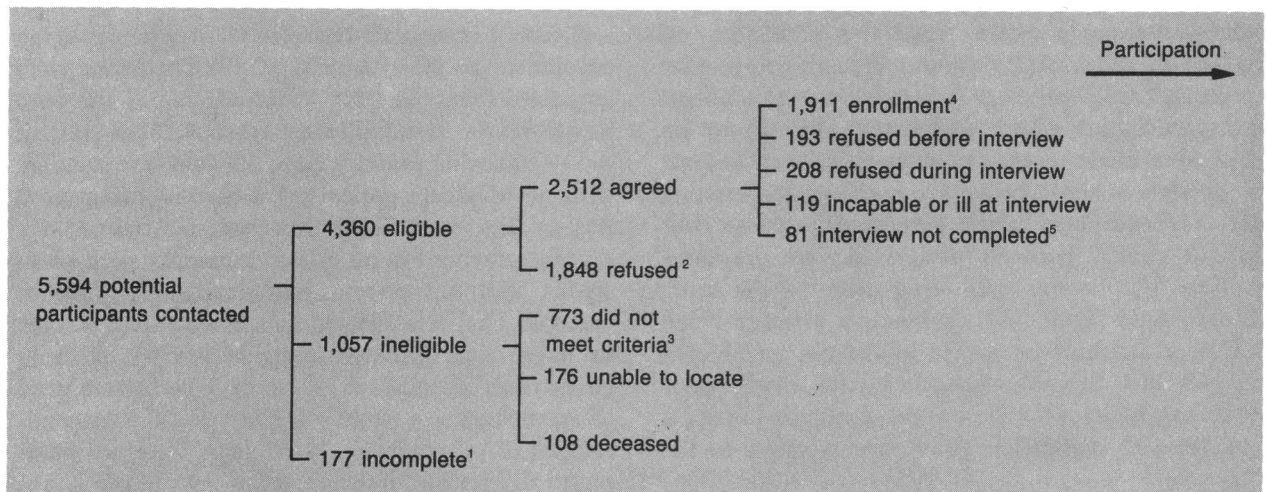 Participation
1,911 enrollment⁴
193 refused before interview
2,512 agreed
208 refused during interview
119 incapable or ill at interview
4,360 eligible
81 interview not completed⁵
1,848 refused²
5,594 potential
participants contacted
773 did not
meet criteria³
1,057 ineligible
176 unable to locate
108 deceased
177 incomplete¹